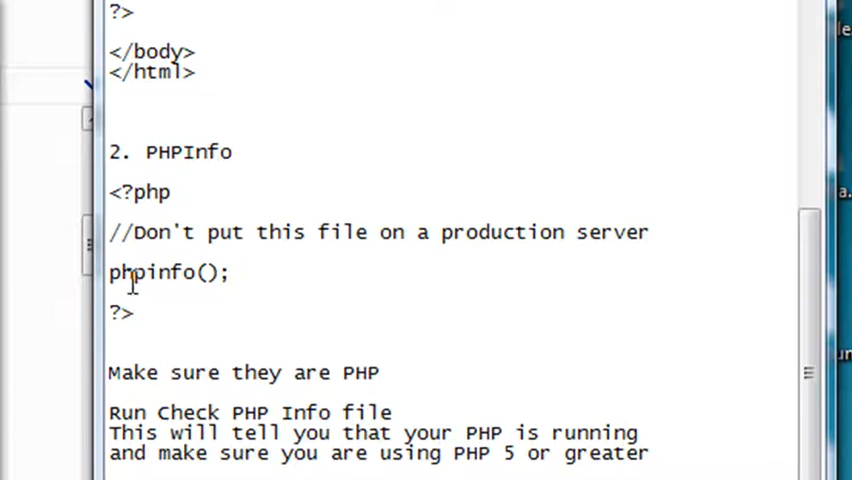 ?>
</body>
</html>
2. PHPInfo
<?php
//Don't put this file on a production server
phpinfo();
?>
Make sure they are PHP
Run Check PHP Info file
This will tell you that your PHP is running
and make sure you are using PHP 5 or greater